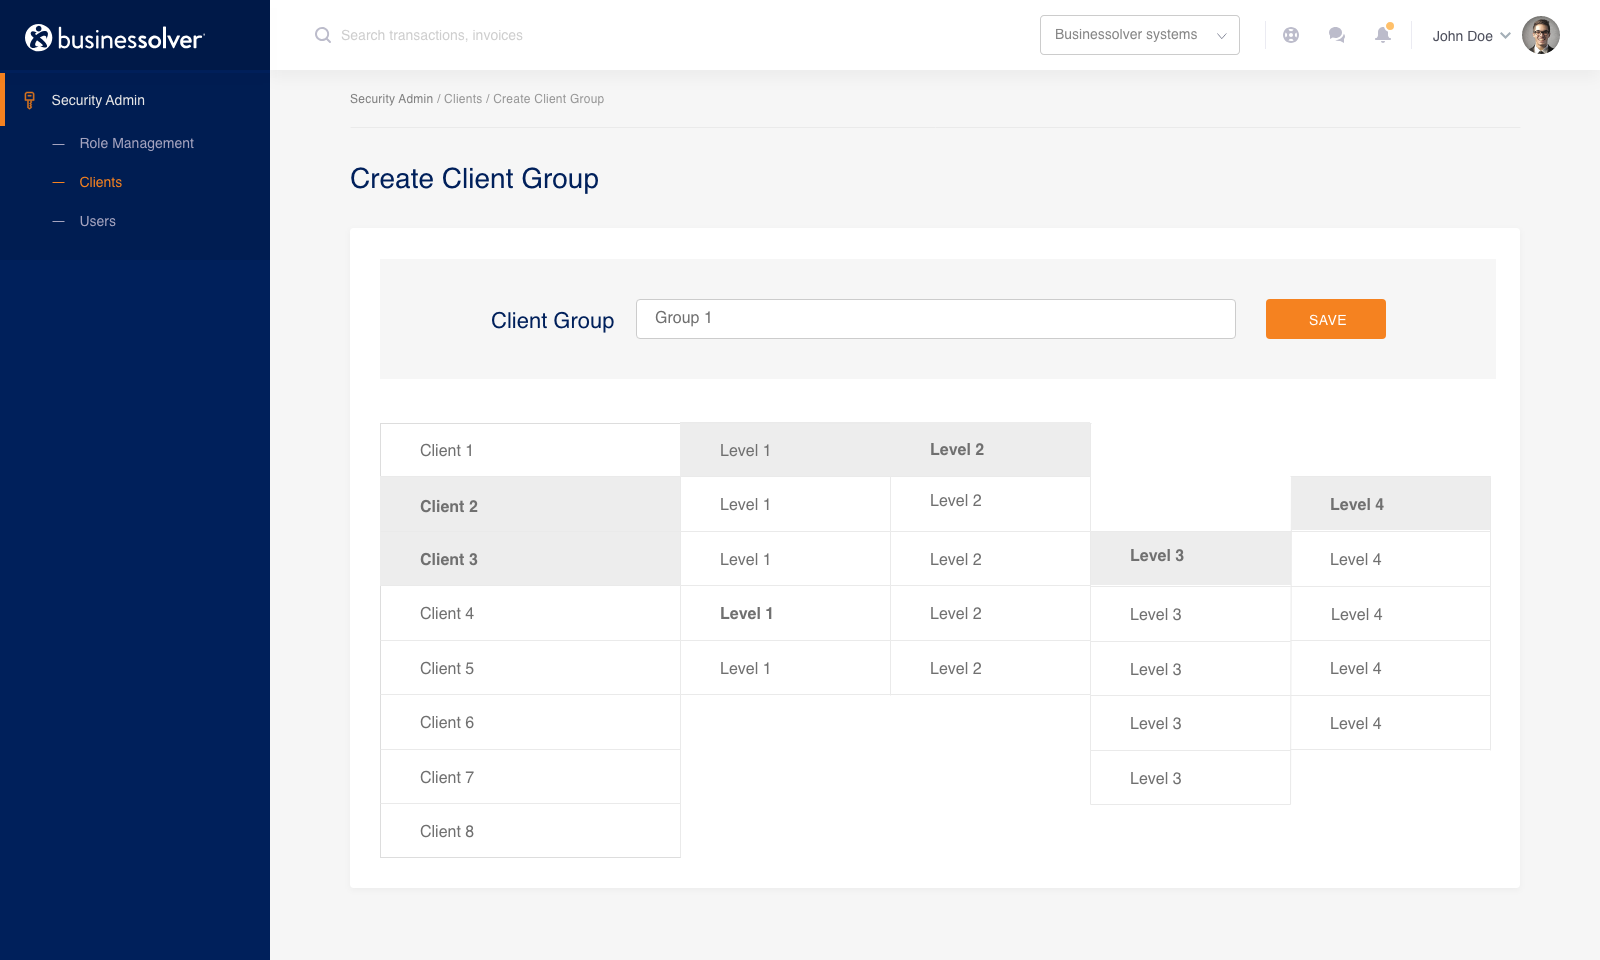 businessolver
Search transactions, invoices
Businessolver systems
John Doe
Security Admin
Role Management
Clients
Users
Security Admin / Clients / Create Client Group
Create Client Group
Client Group
Group 1
SAVE
Client 1
Level 1
Level 2
Client 2
Level 1
Level 2
Level 4
Client 3
Level 1
Level 2
Level 3
Level 4
Client 4
Level 1
Level 2
Level 3
Level 4
Client 5
Level 1
Level 2
Level 3
Level 4
Client 6
Level 3
Level 4
Client 7
Level 3
Client 8